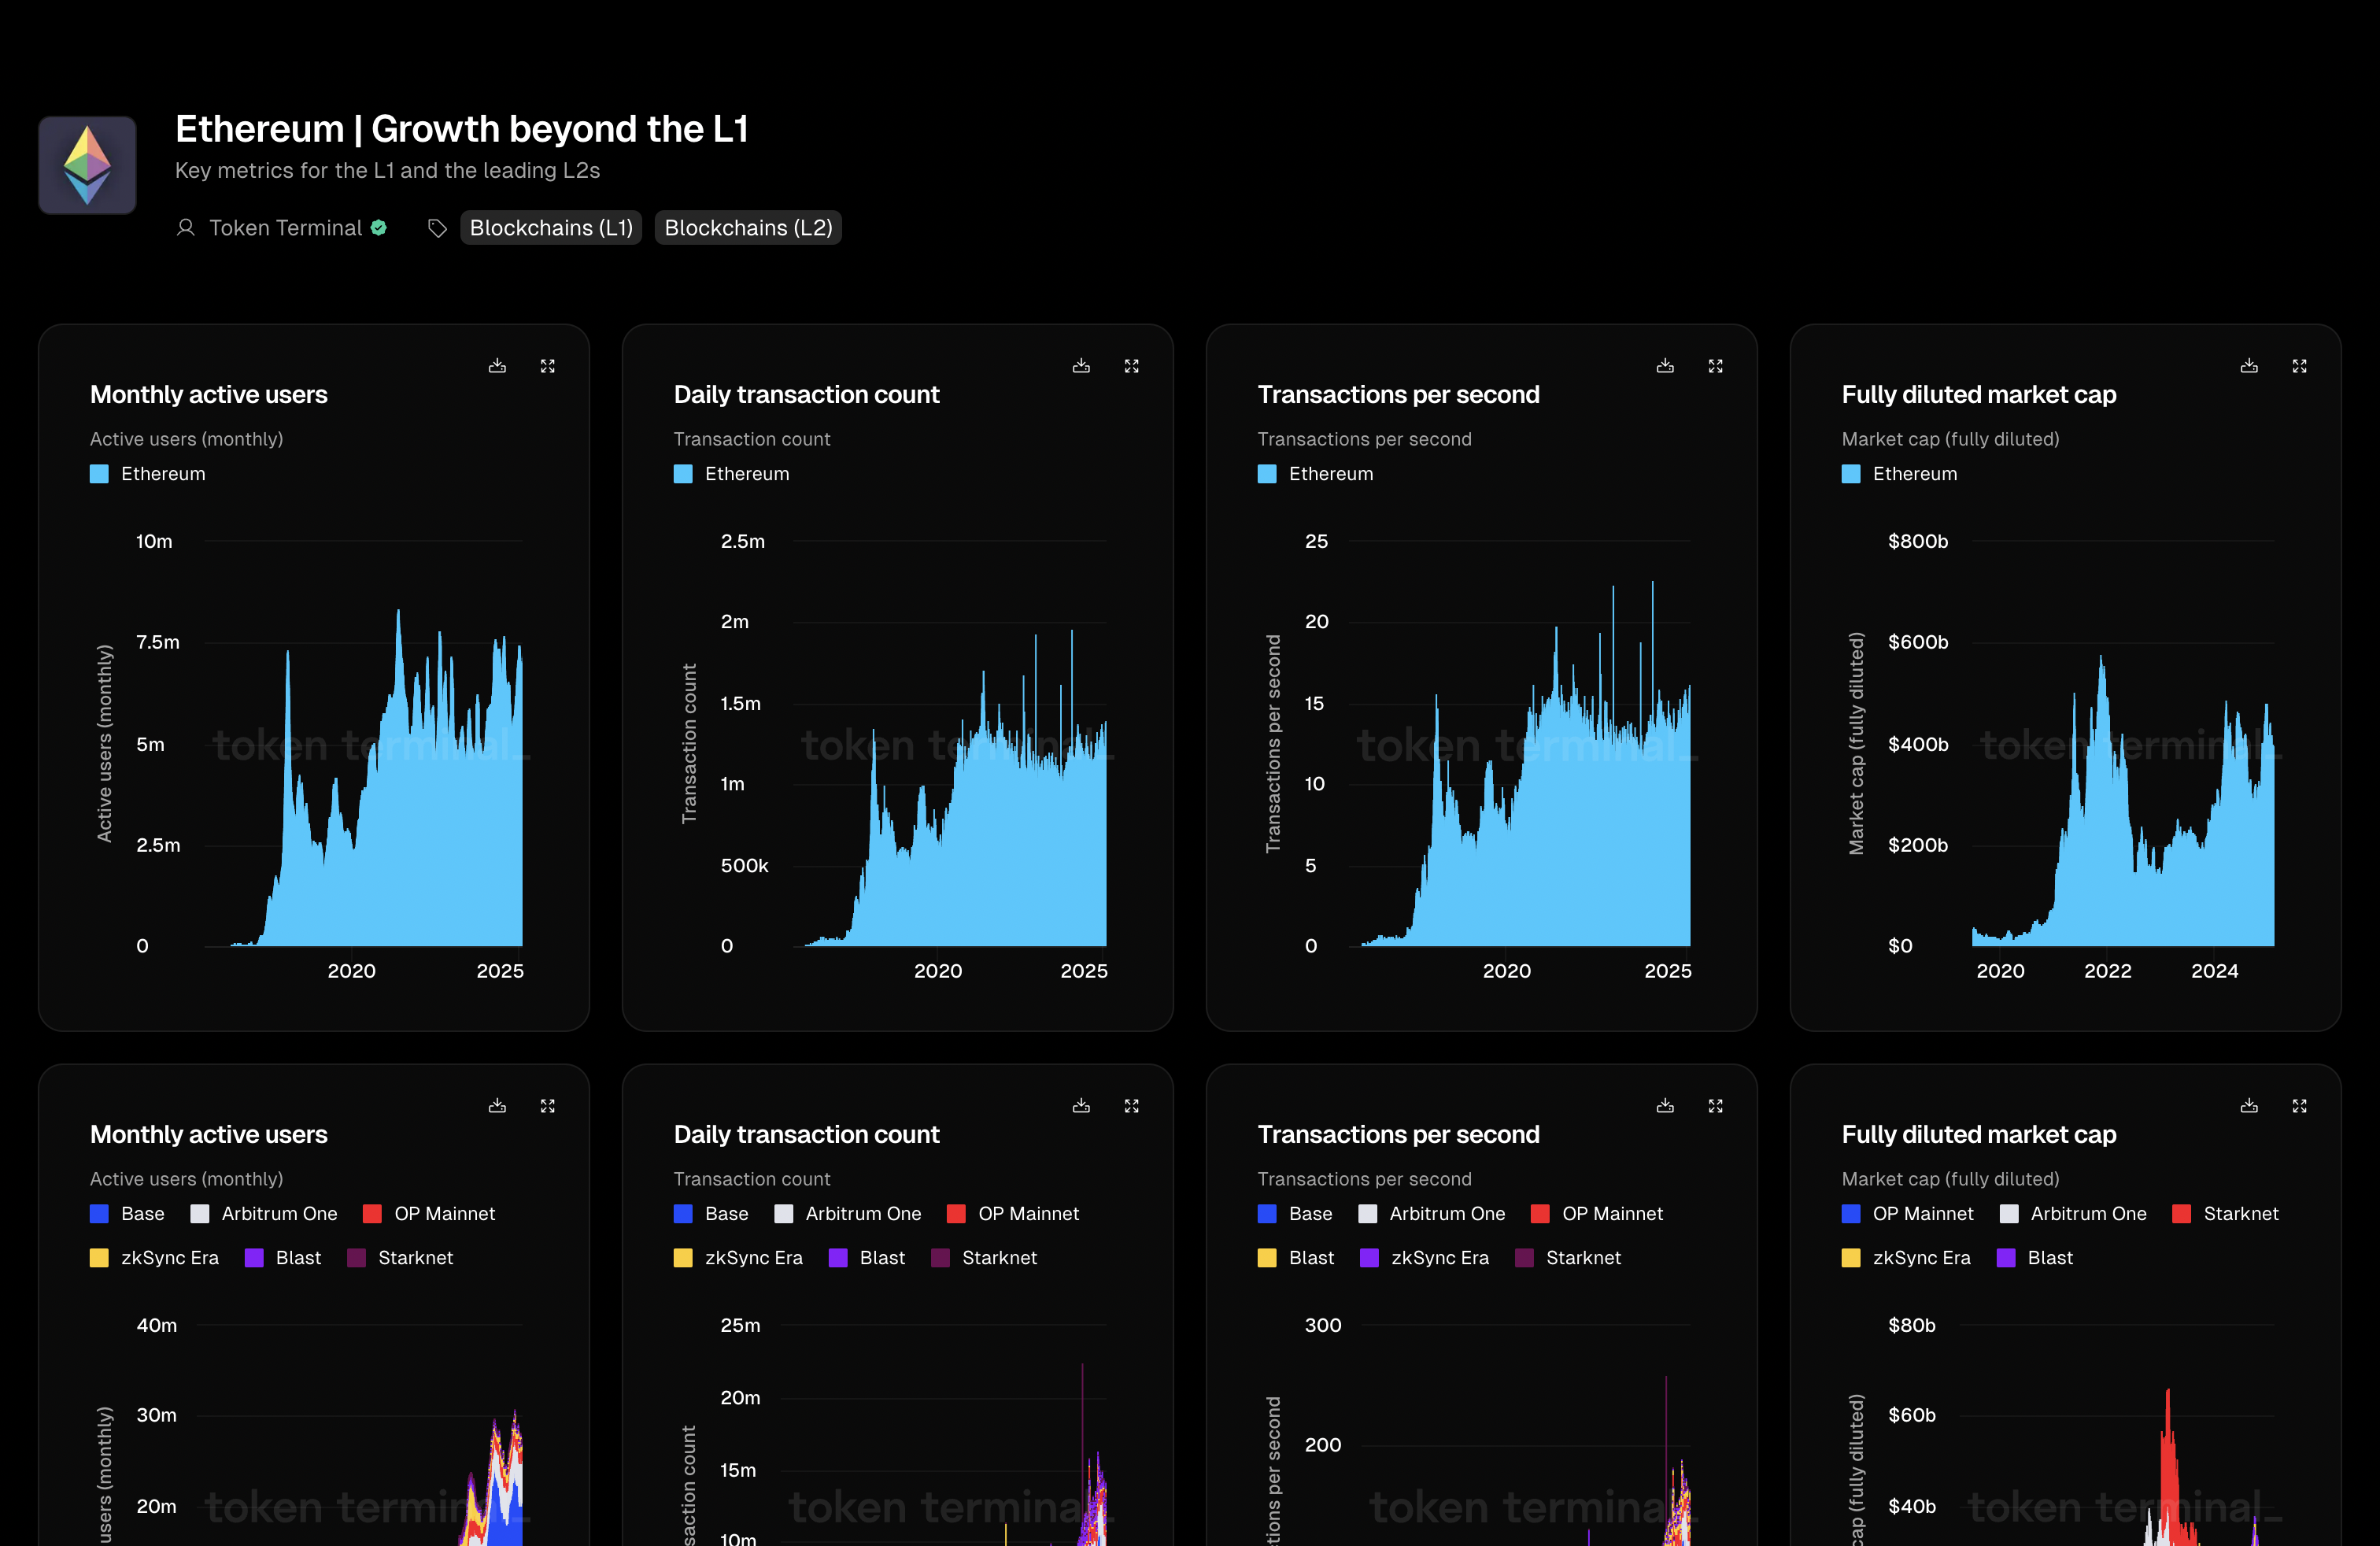 Ethereum | Growth beyond the L1
Key metrics for the L1 and the leading L2s
Token Terminal
Blockchains (L1)
Blockchains (L2)
Monthly active users
Active users (monthly)
Ethereum
10m
7.5m
5m
2.5m
0
Active users (monthly)
token terminal_
2020
2025
Daily transaction count
Transaction count
Ethereum
2.5m
2m
1.5m
1m
500k
0
Transaction count
token terminal_
2020
2025
Transactions per second
Transactions per second
Ethereum
25
20
15
10
5
0
Transactions per second
token terminal_
2020
2025
Fully diluted market cap
Market cap (fully diluted)
Ethereum
$800b
$600b
$400b
$200b
$0
Market cap (fully diluted)
token terminal_
2020
2022
2024
Monthly active users
Active users (monthly)
Base
Arbitrum One
OP Mainnet
zkSync Era
Blast
Starknet
40m
30m
20m
users (monthly)
token terminal_
Daily transaction count
Transaction count
Base
Arbitrum One
OP Mainnet
zkSync Era
Blast
Starknet
25m
20m
15m
10m
saction count
token terminal_
Transactions per second
Transactions per second
Base
Arbitrum One
OP Mainnet
Blast
zkSync Era
Starknet
300
200
tions per second
token terminal_
Fully diluted market cap
Market cap (fully diluted)
OP Mainnet
Arbitrum One
Starknet
zkSync Era
Blast
$80b
$60b
$40b
cap (fully diluted)
token terminal_